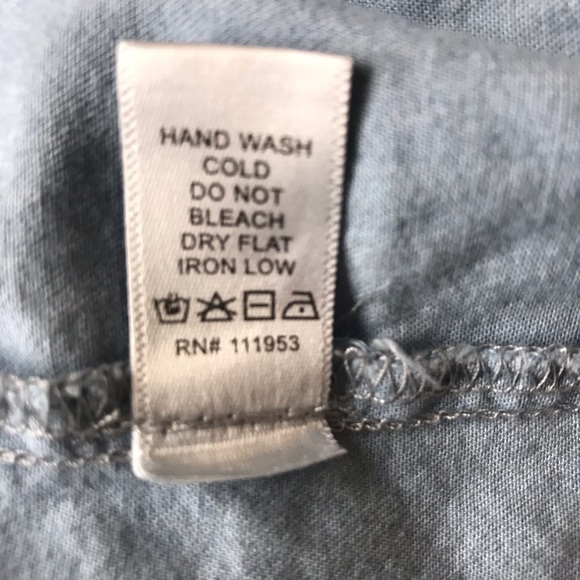 HAND WASH
COLD
DO NOT
BLEACH
DRY FLAT
IRON LOW
RN# 111953